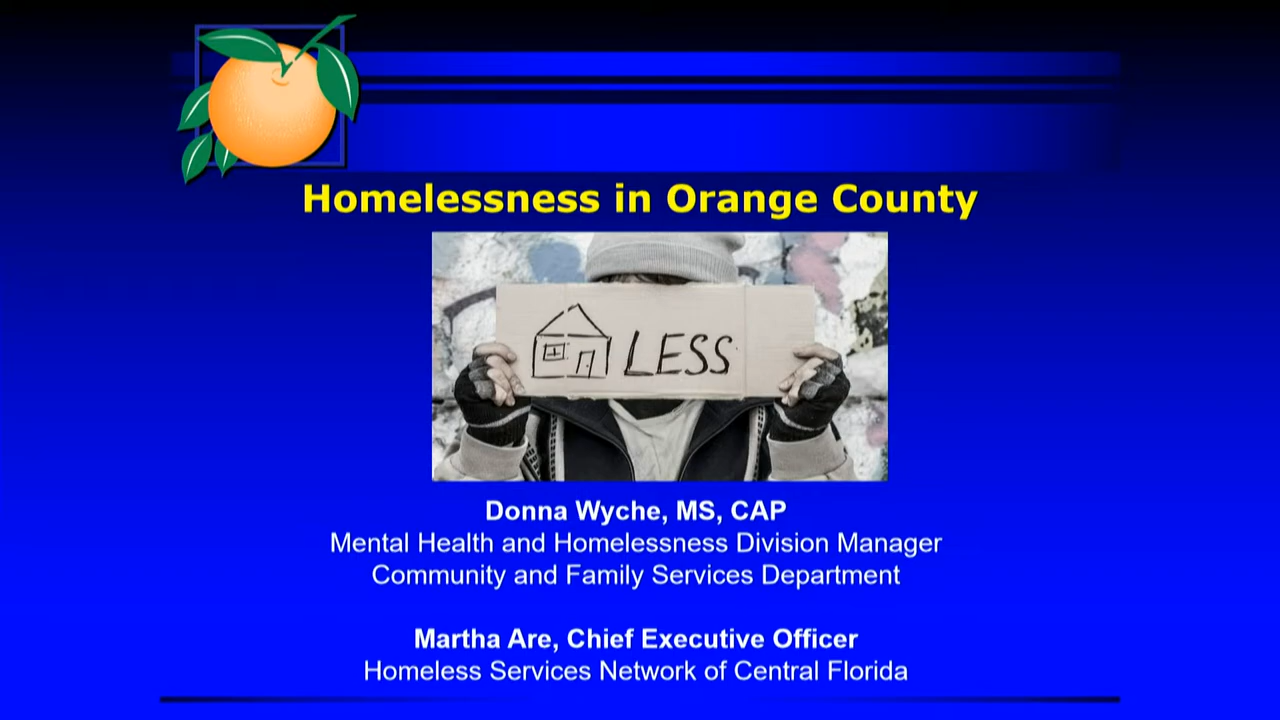 Homelessness in Orange County
LESS
Donna Wyche, MS, CAP
Mental Health and Homelessness Division Manager
Community and Family Services Department
Martha Are, Chief Executive Officer
Homeless Services Network of Central Florida